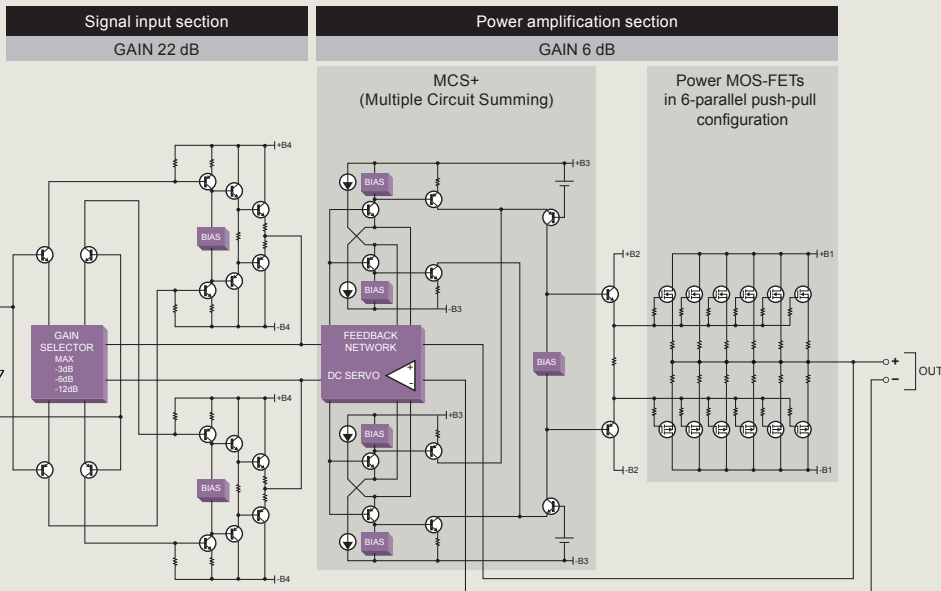 Signal input section
GAIN 22 dB
Power amplification section
GAIN 6 dB
MCS+
(Multiple Circuit Summing)
Power MOS-FETs
in 6-parallel push-pull
configuration
+B4
BIAS
-B4
GAIN
SELECTOR
MAX
-3dB
-6dB
-12dB
+B4
BIAS
-B4
+B3
BIAS
BIAS
-B3
FEEDBACK
NETWORK
DC SERVO
+
-
+B3
BIAS
BIAS
-B3
BIAS
+B2
-B2
+B1
-B1
+
−
OUT